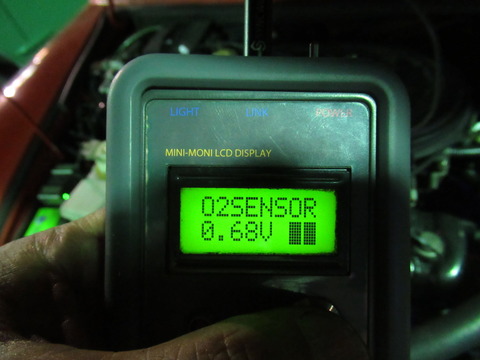 LIGHT LINK POWER
MINI-MONI LCD DISPLAY
O2SENSOR
0.68V